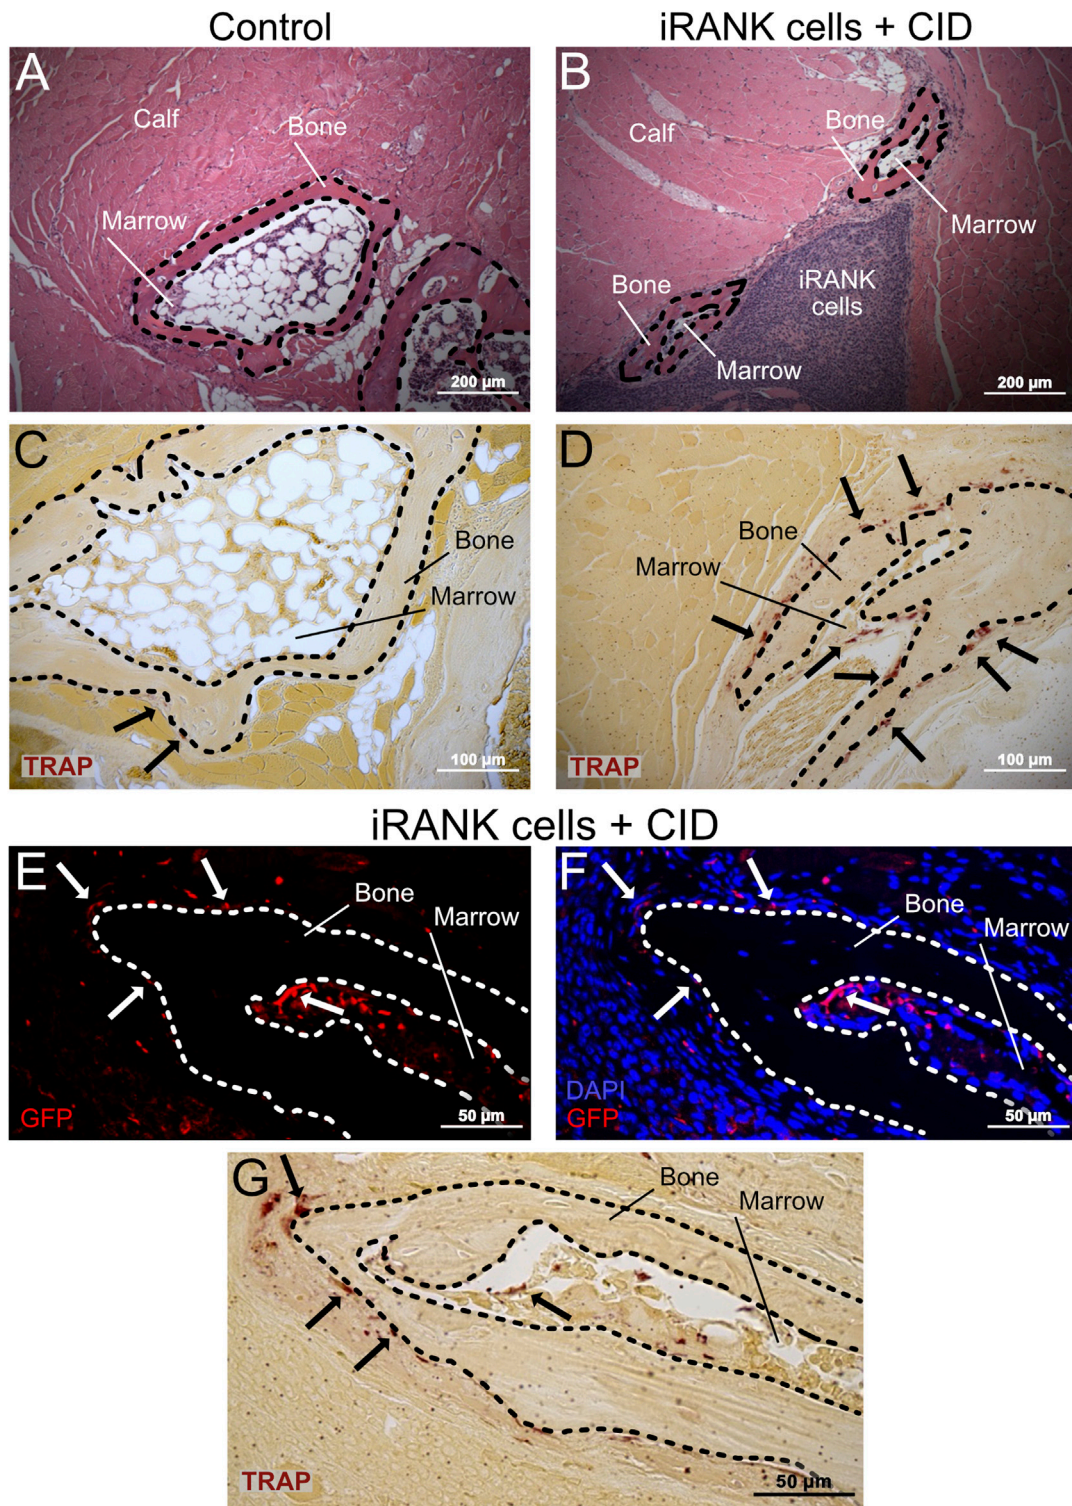 Control
iRANK cells + CID
A
Calf
Bone
Marrow
200 µm
B
Calf
Bone
Marrow
iRANK
cells
Bone
Marrow
200 µm
C
Bone
Marrow
TRAP
100 µm
D
Bone
Marrow
TRAP
100 µm
iRANK cells + CID
E
Bone
Marrow
GFP
50 µm
F
Bone
Marrow
DAPI
GFP
50 µm
G
Bone
Marrow
TRAP
50 µm